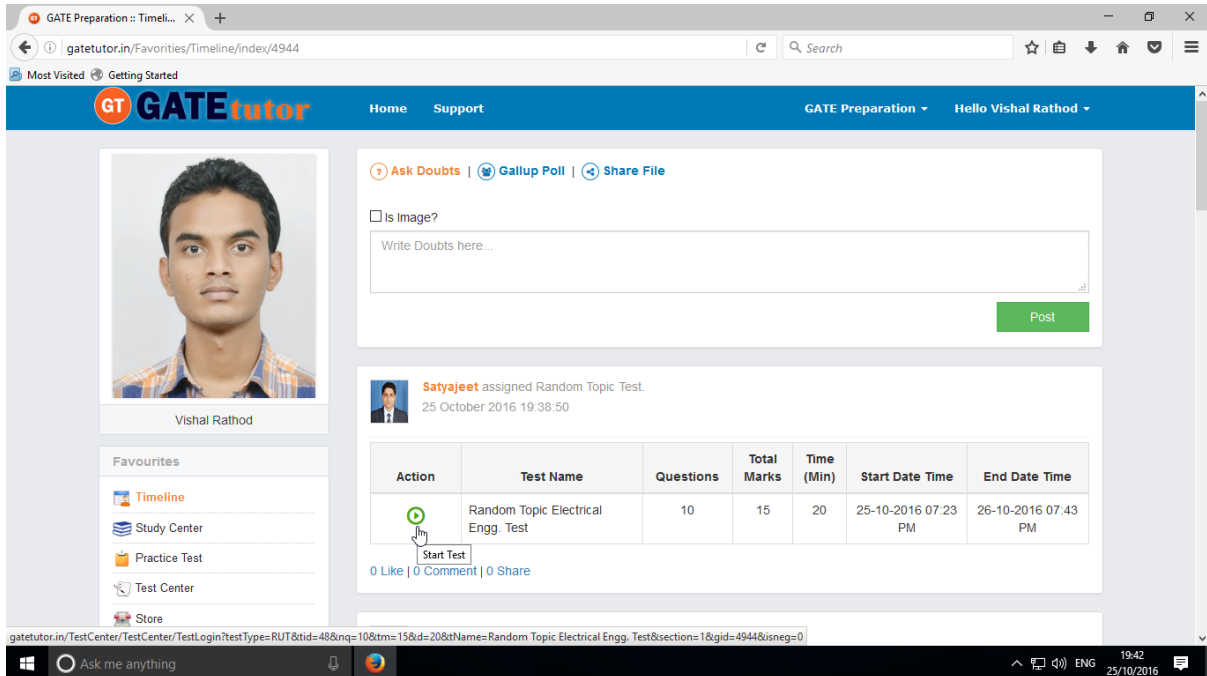 GATE Preparation :: Timeli...
gatetutor.in/Favorities/Timeline/index/4944
Search
Most Visited Getting Started
GT GATEtutor Home Support GATE Preparation Hello Vishal Rathod
? Ask Doubts | Gallup Poll | Share File
Is Image?
Write Doubts here...
Post
Vishal Rathod
Satyajeet assigned Random Topic Test.
25 October 2016 19:38:50
Favourites
Timeline
Study Center
Practice Test
Test Center
Store
Action Test Name Questions Total Marks Time (Min) Start Date Time End Date Time
Random Topic Electrical Engg. Test 10 15 20 25-10-2016 07:23 PM 26-10-2016 07:43 PM
Start Test
0 Like | 0 Comment | 0 Share
gatetutor.in/TestCenter/TestCenter/TestLogin?testType=RUT&tid=48&nq=10&tm=15&d=20&tName=Random Topic Electrical Engg. Test&section=1&gid=4944&isneg=0
Ask me anything
ENG
19:42
25/10/2016